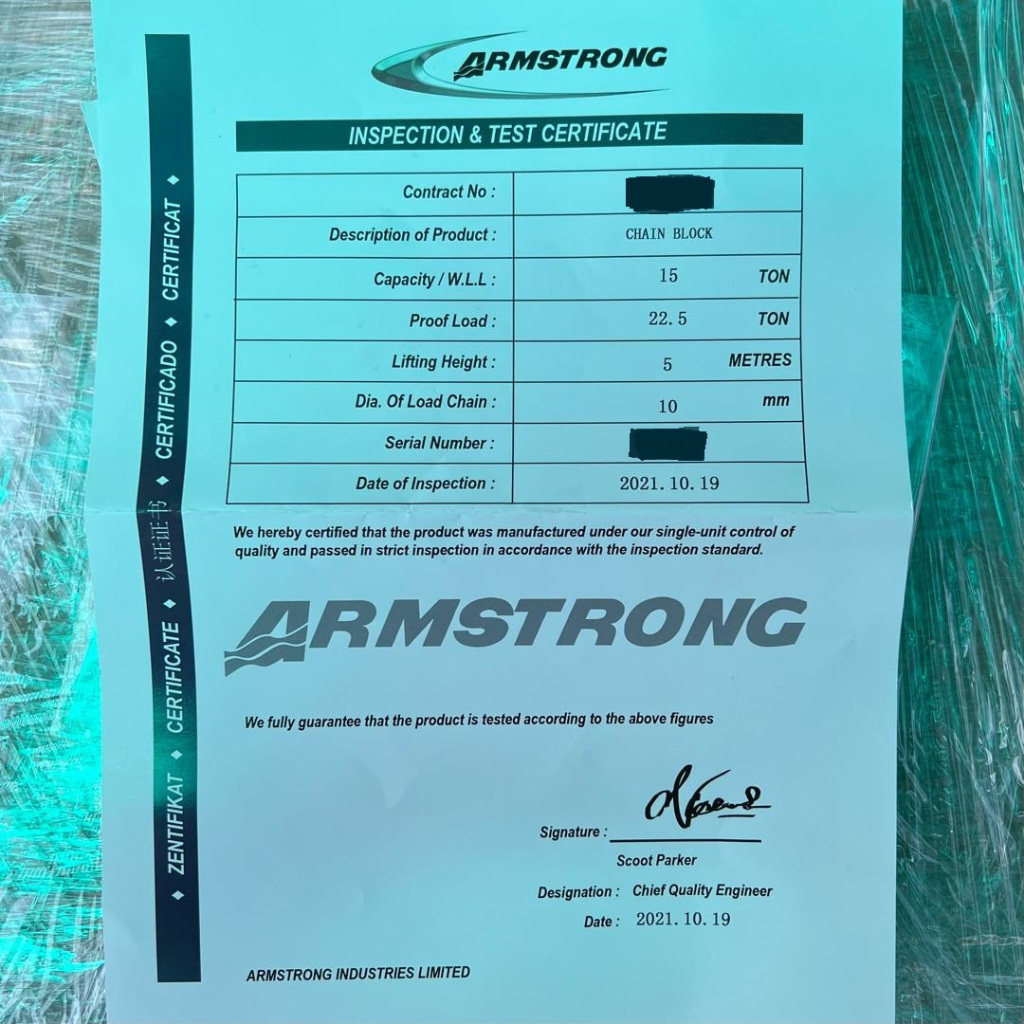 ARMSTRONG
INSPECTION & TEST CERTIFICATE
Contract No :
Description of Product : CHAIN BLOCK
Capacity / W.L.L : 15 TON
Proof Load : 22.5 TON
Lifting Height : 5 METRES
Dia. Of Load Chain : 10 mm
Serial Number :
Date of Inspection : 2021.10.19
We hereby certified that the product was manufactured under our single-unit control of
quality and passed in strict inspection in accordance with the inspection standard.
ARMSTRONG
We fully guarantee that the product is tested according to the above figures
Signature :
Scoot Parker
Designation : Chief Quality Engineer
Date : 2021.10.19
ARMSTRONG INDUSTRIES LIMITED
♦ ZENTIFIKAT ♦ CERTIFICATE ♦ 认证证书 ♦ CERTIFICADO ♦ CERTIFICAT ♦